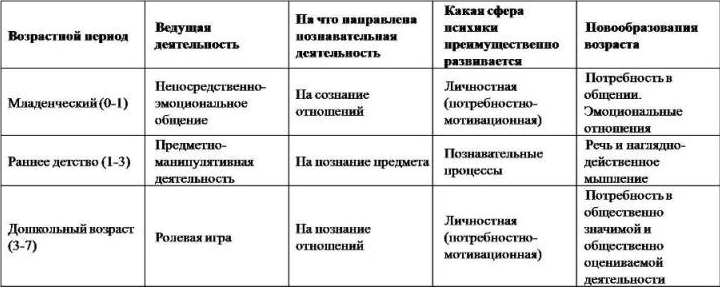 Возрастной период
Ведущая
деятельность
На что направлена
познавательная
деятельность
Какая сфера
психики
преимущественно
развивается
Новообразования
возраста
Младенческий (0-1)
Непосредственно-
эмоциональное
общение
На сознание
отношений
Личностная
(потребностно-
мотивационная)
Потребность в
общении.
Эмоциональные
отношения
Раннее детство (1-3)
Предметно-
манипулятивная
деятельность
На познание предмета
Познавательные
процессы
Речь и наглядно-
действенное
мышление
Дошкольный возраст
(3-7)
Ролевая игра
На познание
отношений
Личностная
(потребностно-
мотивационная)
Потребность в
общественно
значимой и
общественно
оцениваемой
деятельности